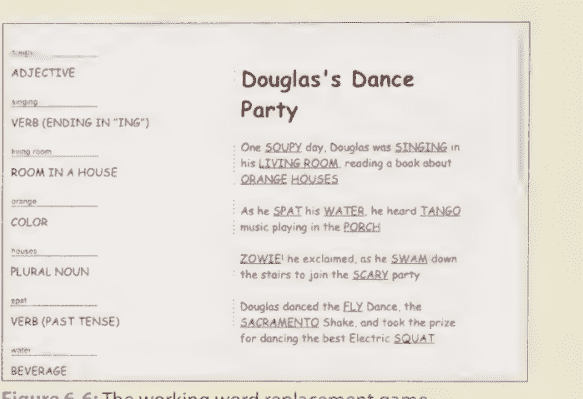 soupy
ADJECTIVE
singing
VERB (ENDING IN "ING")
living room
ROOM IN A HOUSE
orange
COLOR
houses
PLURAL NOUN
spat
VERB (PAST TENSE)
water
BEVERAGE
Douglas's Dance
Party
One SOUPY day, Douglas was SINGING in
his LIVING ROOM, reading a book about
ORANGE HOUSES
As he SPAT his WATER, he heard TANGO
music playing in the PORCH
ZOWIE! he exclaimed, as he SWAM down
the stairs to join the SCARY party
Douglas danced the FLY Dance, the
SACRAMENTO Shake, and took the prize
for dancing the best Electric SQUAT
Figure 6.6: The working word replacement game